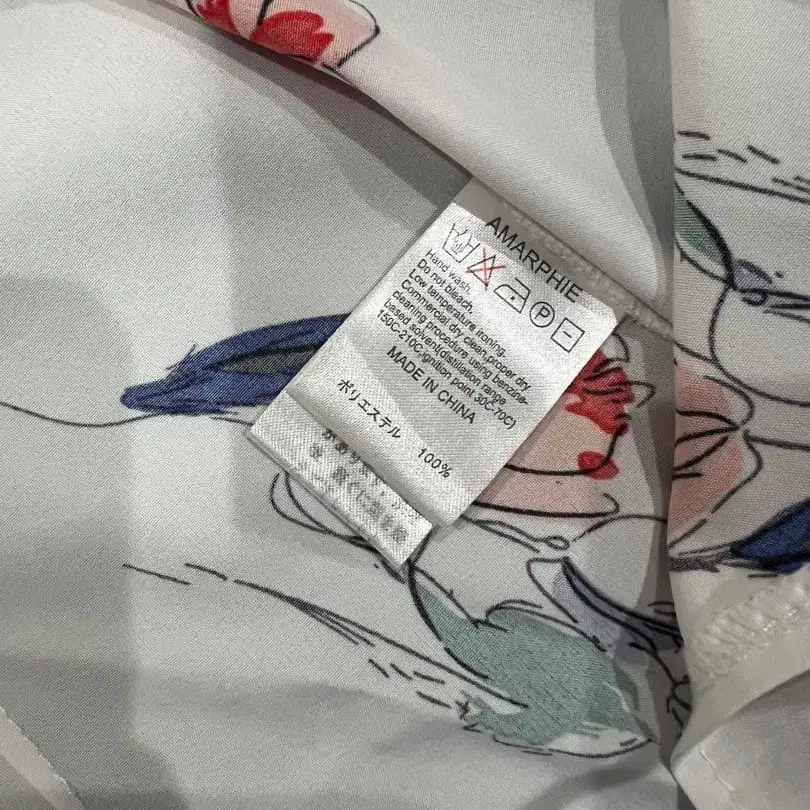 AMARPHIE
P
Hand wash.
Do not bleach.
Low temperature ironing.
Commercial dry clean,proper dry
cleaning procedure using benzine-
based solvent(distillation range
150C-210C,ignition point 30C-70C)
MADE IN CHINA
ポリエステル 100%